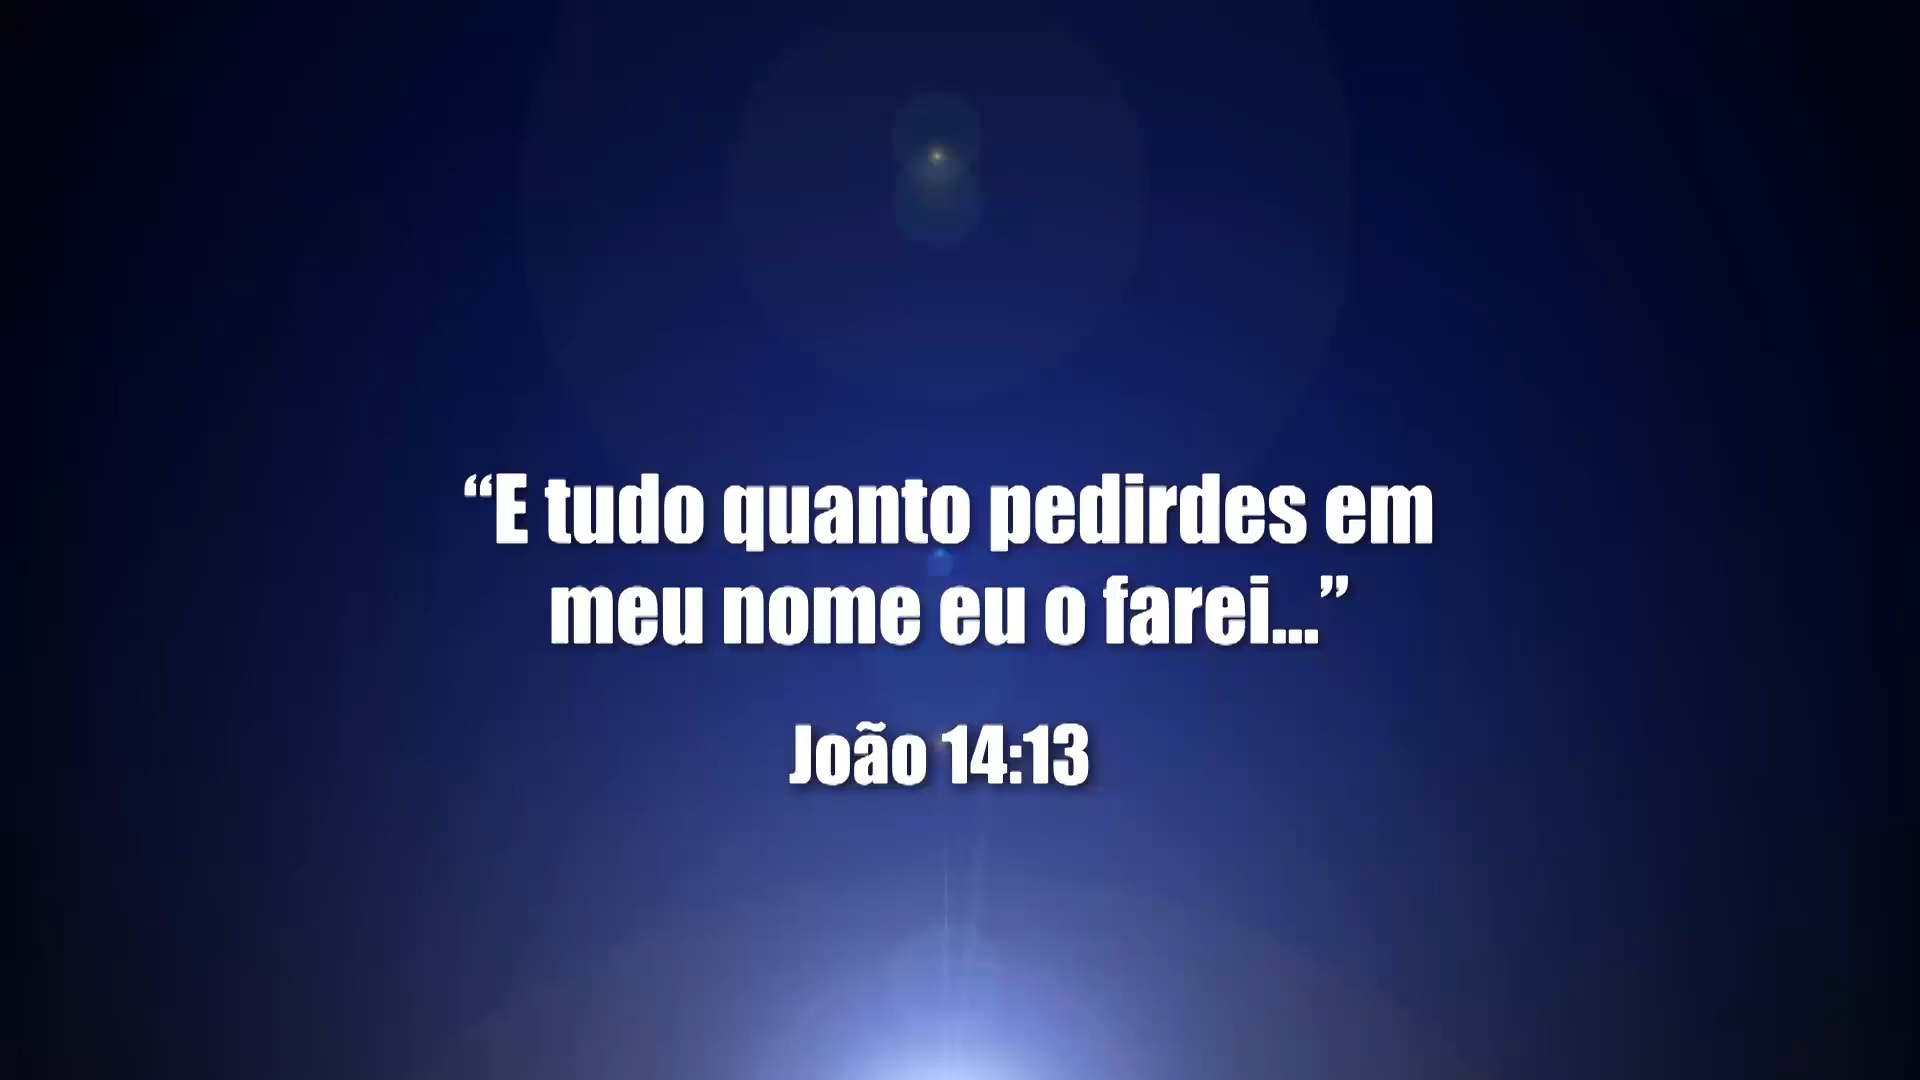 “E tudo quanto pedirdes em
meu nome eu o farei...”
João 14:13